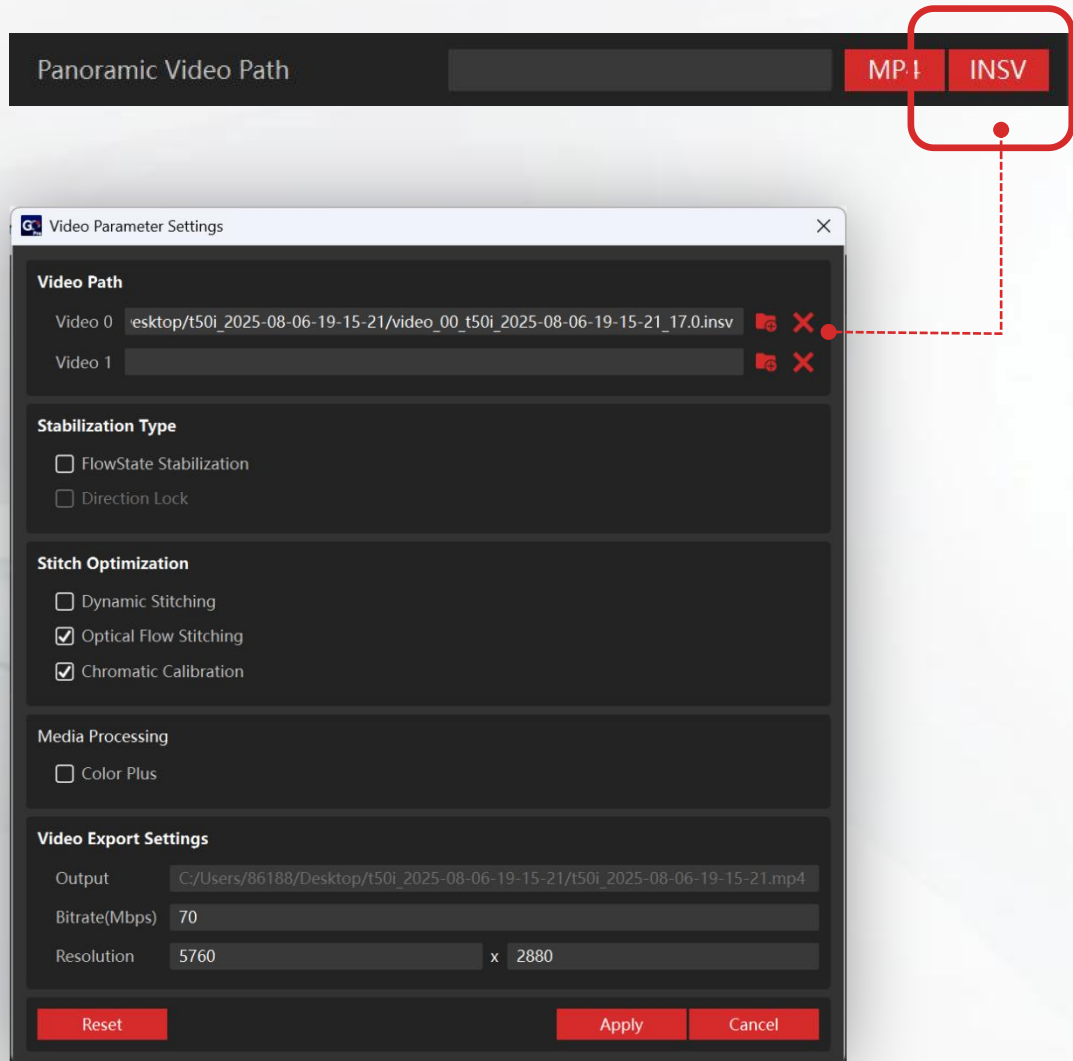 Panoramic Video Path MP4 INSV
Video Parameter Settings
Video Path
Video 0 esktop/t50i_2025-08-06-19-15-21/video_00_t50i_2025-08-06-19-15-21_17.0.insv
Video 1
Stabilization Type
FlowState Stabilization
Direction Lock
Stitch Optimization
Dynamic Stitching
Optical Flow Stitching
Chromatic Calibration
Media Processing
Color Plus
Video Export Settings
Output C:/Users/86188/Desktop/t50i_2025-08-06-19-15-21/t50i_2025-08-06-19-15-21.mp4
Bitrate(Mbps) 70
Resolution 5760 x 2880
Reset Apply Cancel